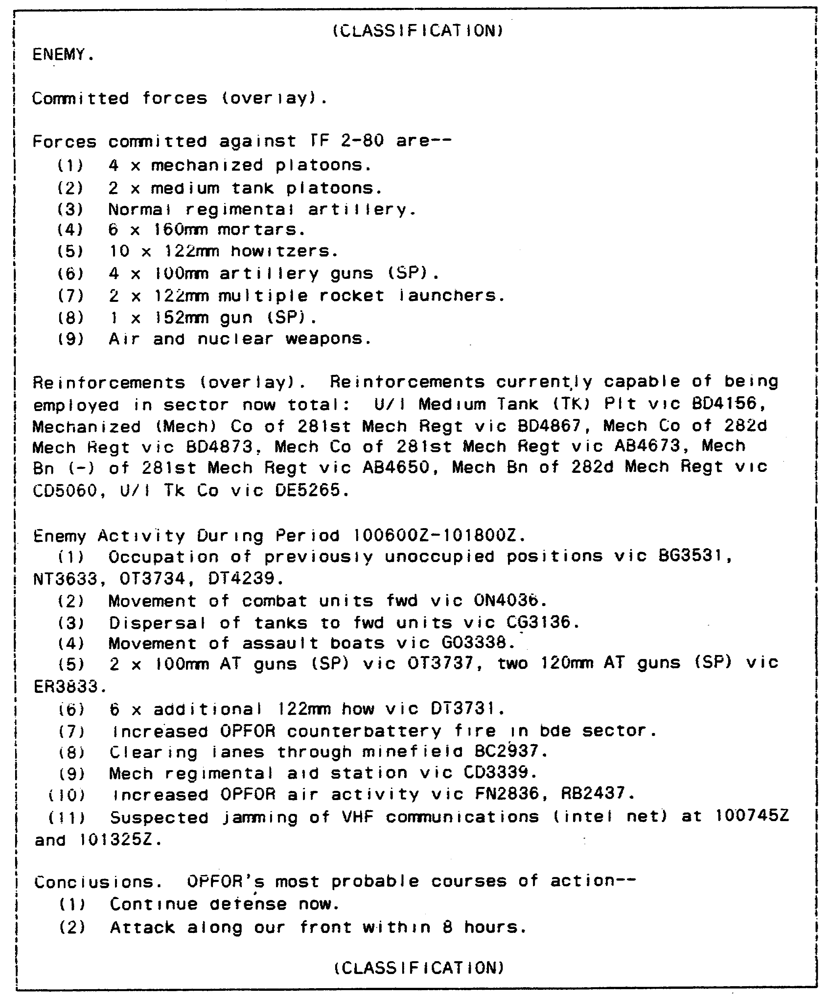 (CLASSIFICATION)
ENEMY.
Committed forces (overlay).
Forces committed against TF 2-80 are--
(1) 4 x mechanized platoons.
(2) 2 x medium tank platoons.
(3) Normal regimental artillery.
(4) 6 x 160mm mortars.
(5) 10 x 122mm howitzers.
(6) 4 x 100mm artillery guns (SP).
(7) 2 x 122mm multiple rocket launchers.
(8) 1 x 152mm gun (SP).
(9) Air and nuclear weapons.
Reinforcements (overlay). Reinforcements currently capable of being
employed in sector now total: U/I Medium Tank (TK) Plt vic BD4156,
Mechanized (Mech) Co of 281st Mech Regt vic BD4867, Mech Co of 282d
Mech Regt vic BD4873, Mech Co of 281st Mech Regt vic AB4673, Mech
Bn (-) of 281st Mech Regt vic AB4650, Mech Bn of 282d Mech Regt vic
CD5060, U/I Tk Co vic DE5265.
Enemy Activity During Period 100600Z-101800Z.
(1) Occupation of previously unoccupied positions vic BG3531,
NT3633, OT3734, DT4239.
(2) Movement of combat units fwd vic ON4036.
(3) Dispersal of tanks to fwd units vic CG3136.
(4) Movement of assault boats vic GO3338.
(5) 2 x 100mm AT guns (SP) vic OT3737, two 120mm AT guns (SP) vic
ER3833.
(6) 6 x additional 122mm how vic DT3731.
(7) Increased OPFOR counterbattery fire in bde sector.
(8) Clearing lanes through minefield BC2937.
(9) Mech regimental aid station vic CD3339.
(10) Increased OPFOR air activity vic FN2836, RB2437.
(11) Suspected jamming of VHF communications (intel net) at 100745Z
and 101325Z.
Conclusions. OPFOR's most probable courses of action--
(1) Continue defense now.
(2) Attack along our front within 8 hours.
(CLASSIFICATION)